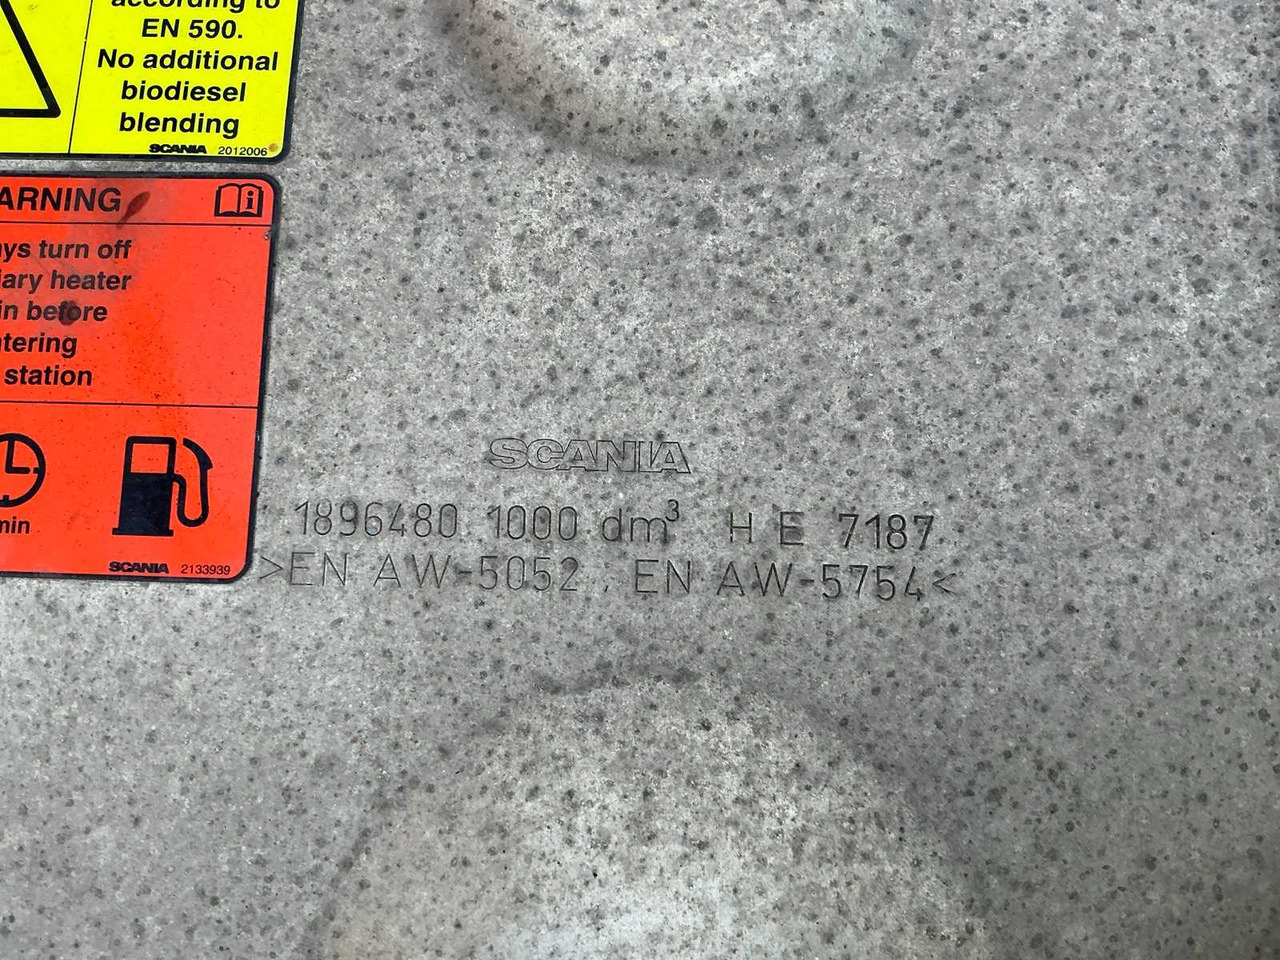 according to
EN 590.
No additional
biodiesel
blending
SCANIA 2012006
ARNING
ys turn off
ary heater
in before
tering
station
min
SCANIA 2133939
SCANIA
1896480 1000 dm³ H E 7187
>EN AW-5052 , EN AW-5754<